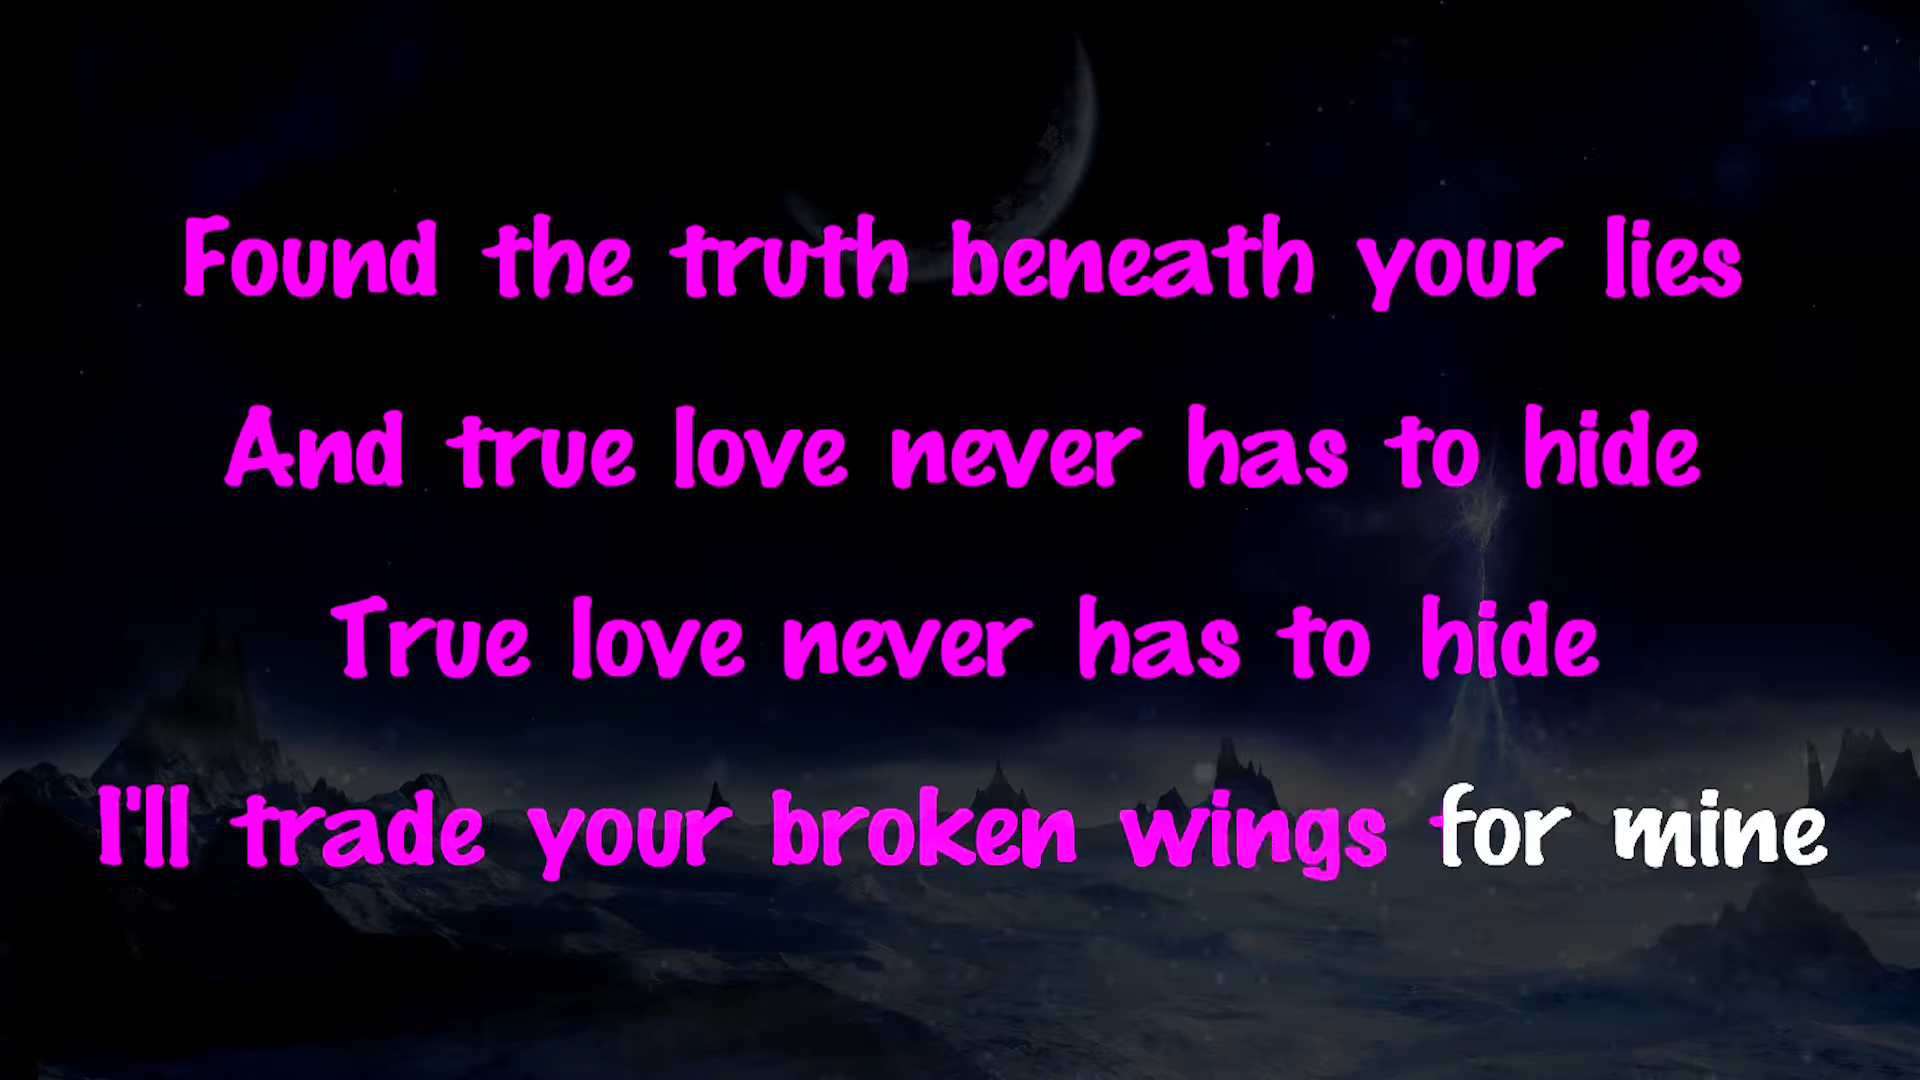 Found the truth beneath your lies
And true love never has to hide
True love never has to hide
I'll trade your broken wings for mine